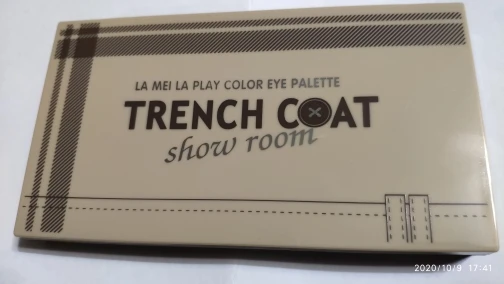 LA MEI LA PLAY COLOR EYE PALETTE
TRENCH COAT
show room
2020/10/9 17:41